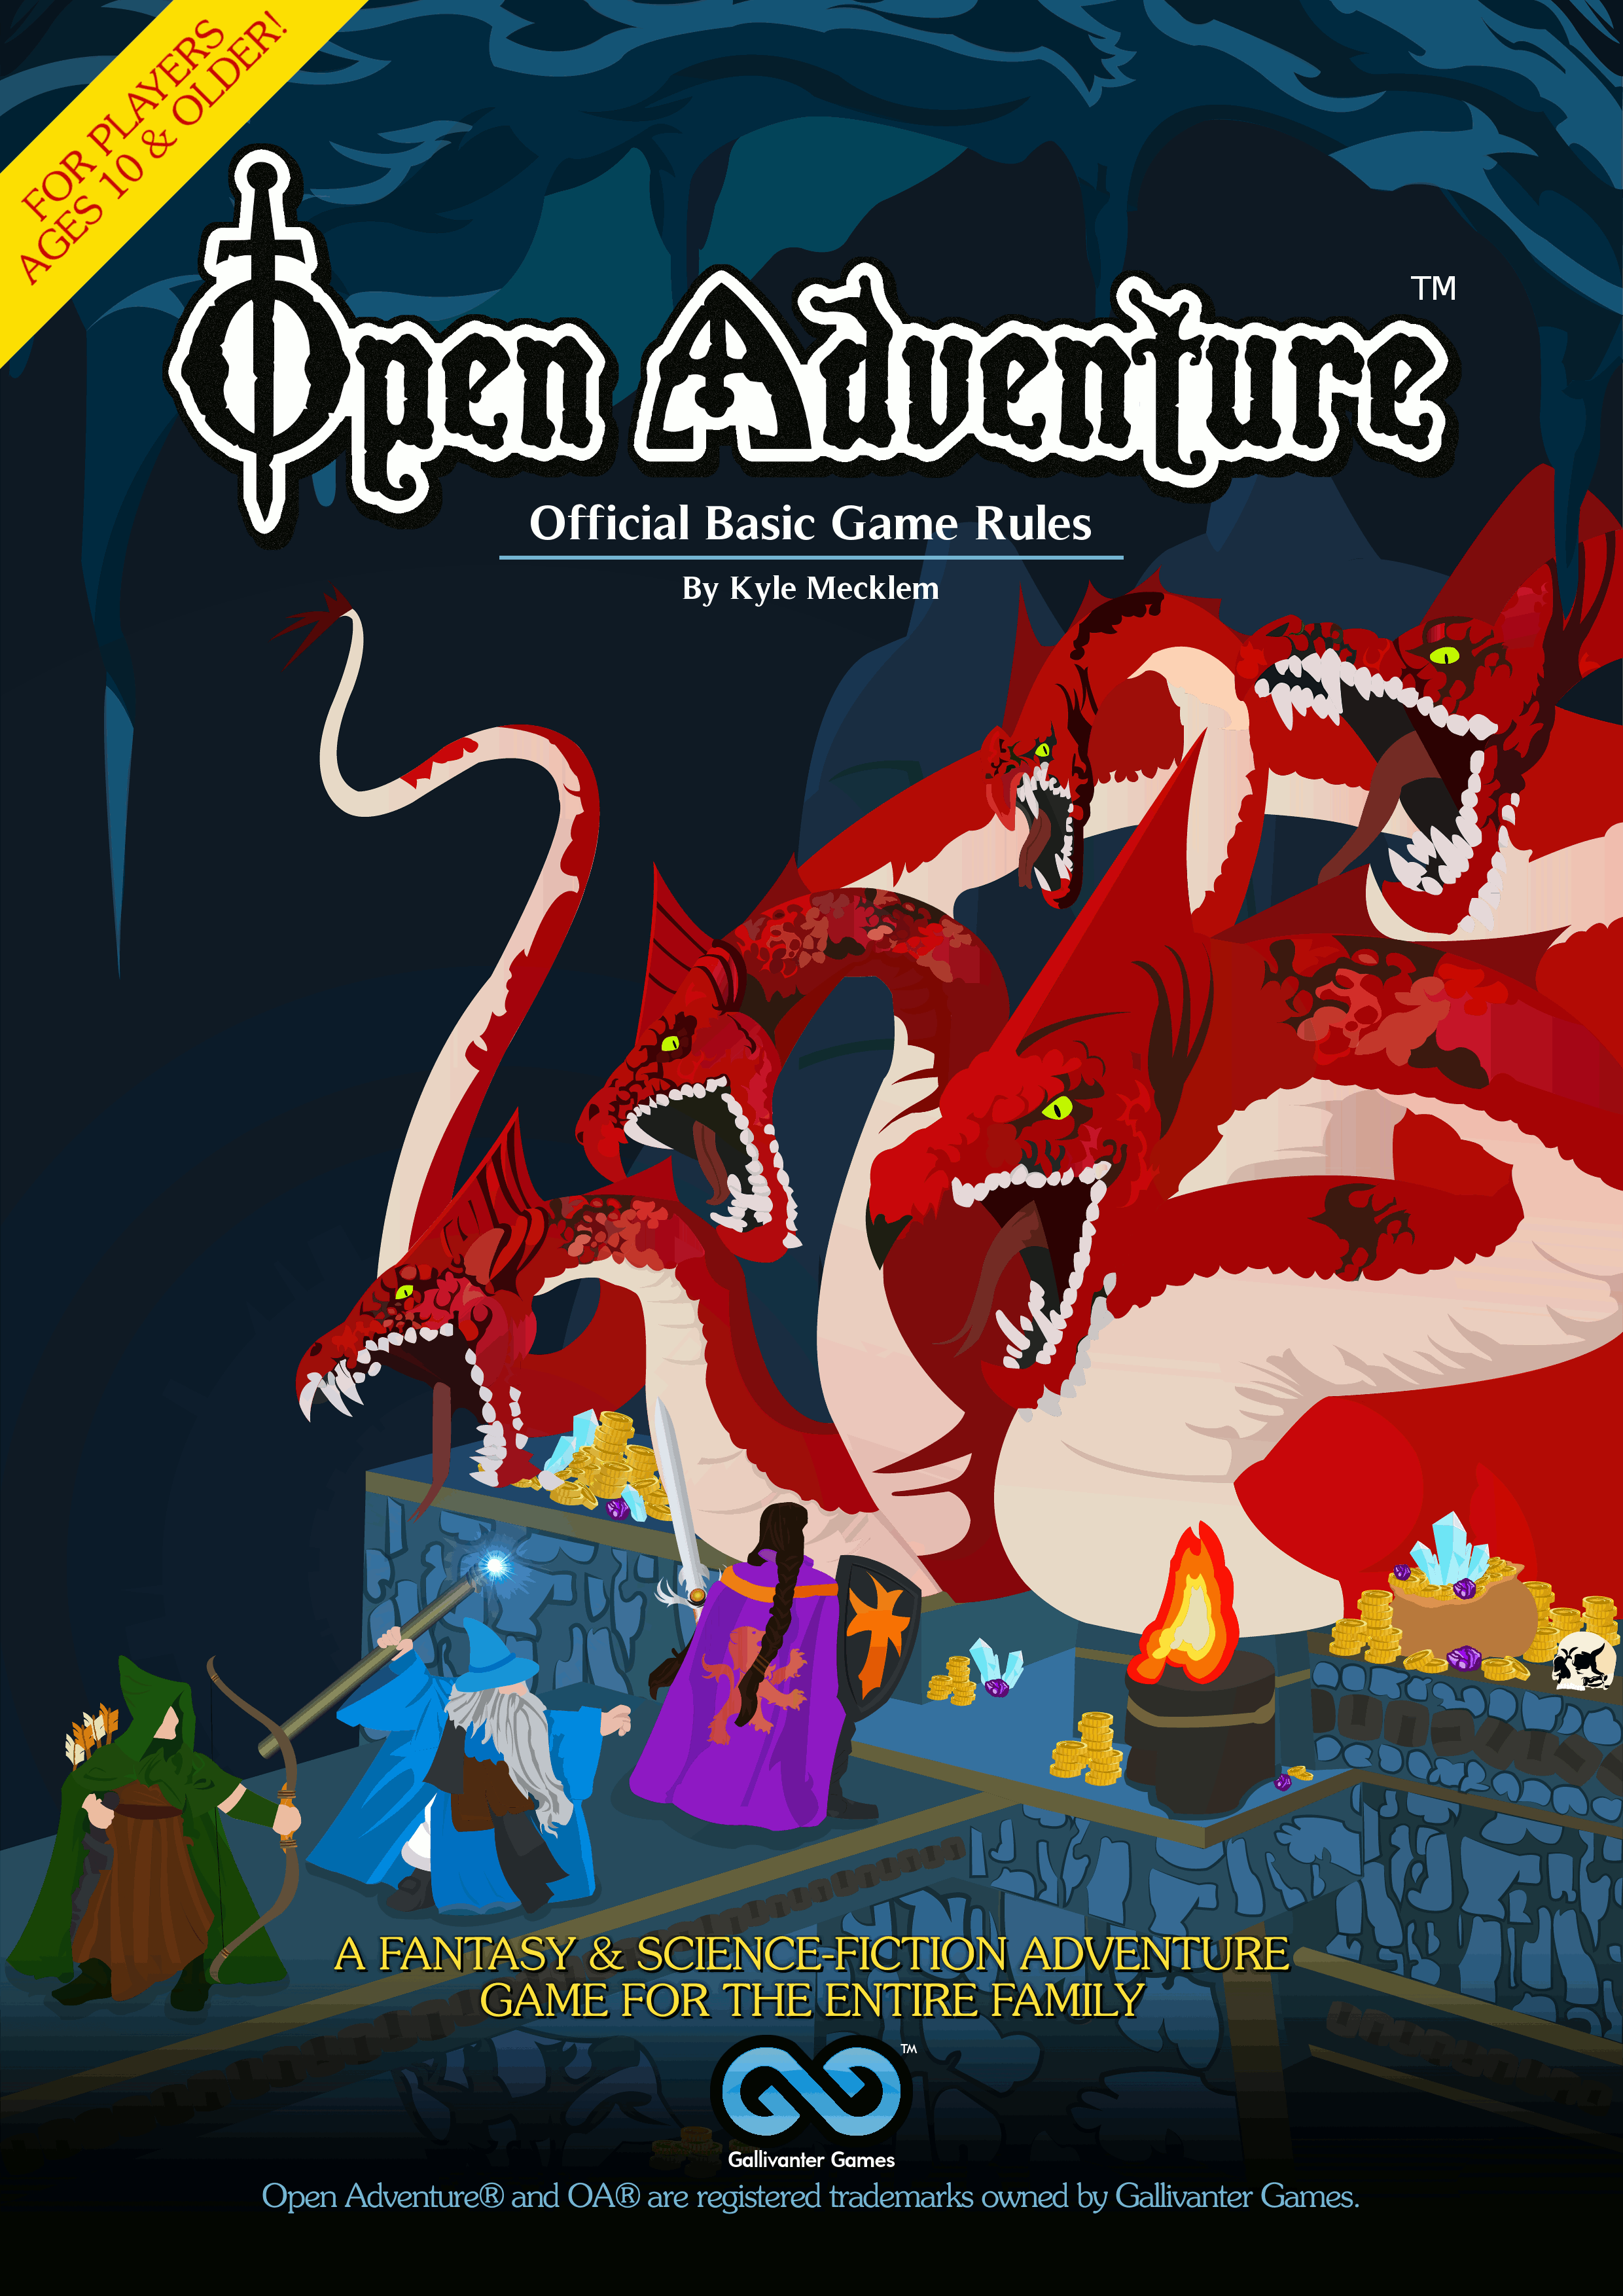 FOR PLAYERS
AGES 10 & OLDER!
Open Adventure
TM
Official Basic Game Rules
By Kyle Mecklem
A FANTASY & SCIENCE-FICTION ADVENTURE
GAME FOR THE ENTIRE FAMILY
TM
Gallivanter Games
Open Adventure® and OA® are registered trademarks owned by Gallivanter Games.